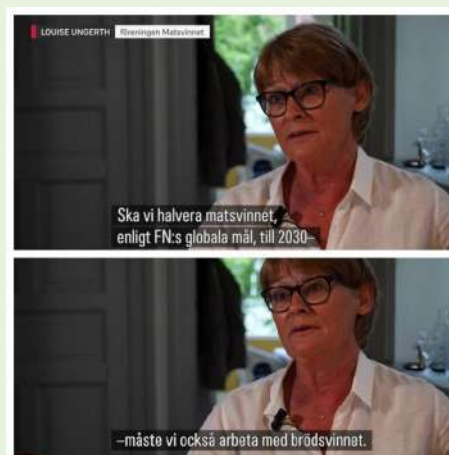 LOUISE UNGERTH föreningen Matsvinnet
Ska vi halvera matsvinnet,
enligt FN:s globala mål, till 2030–
–måste vi också arbeta med brödsvinnet.